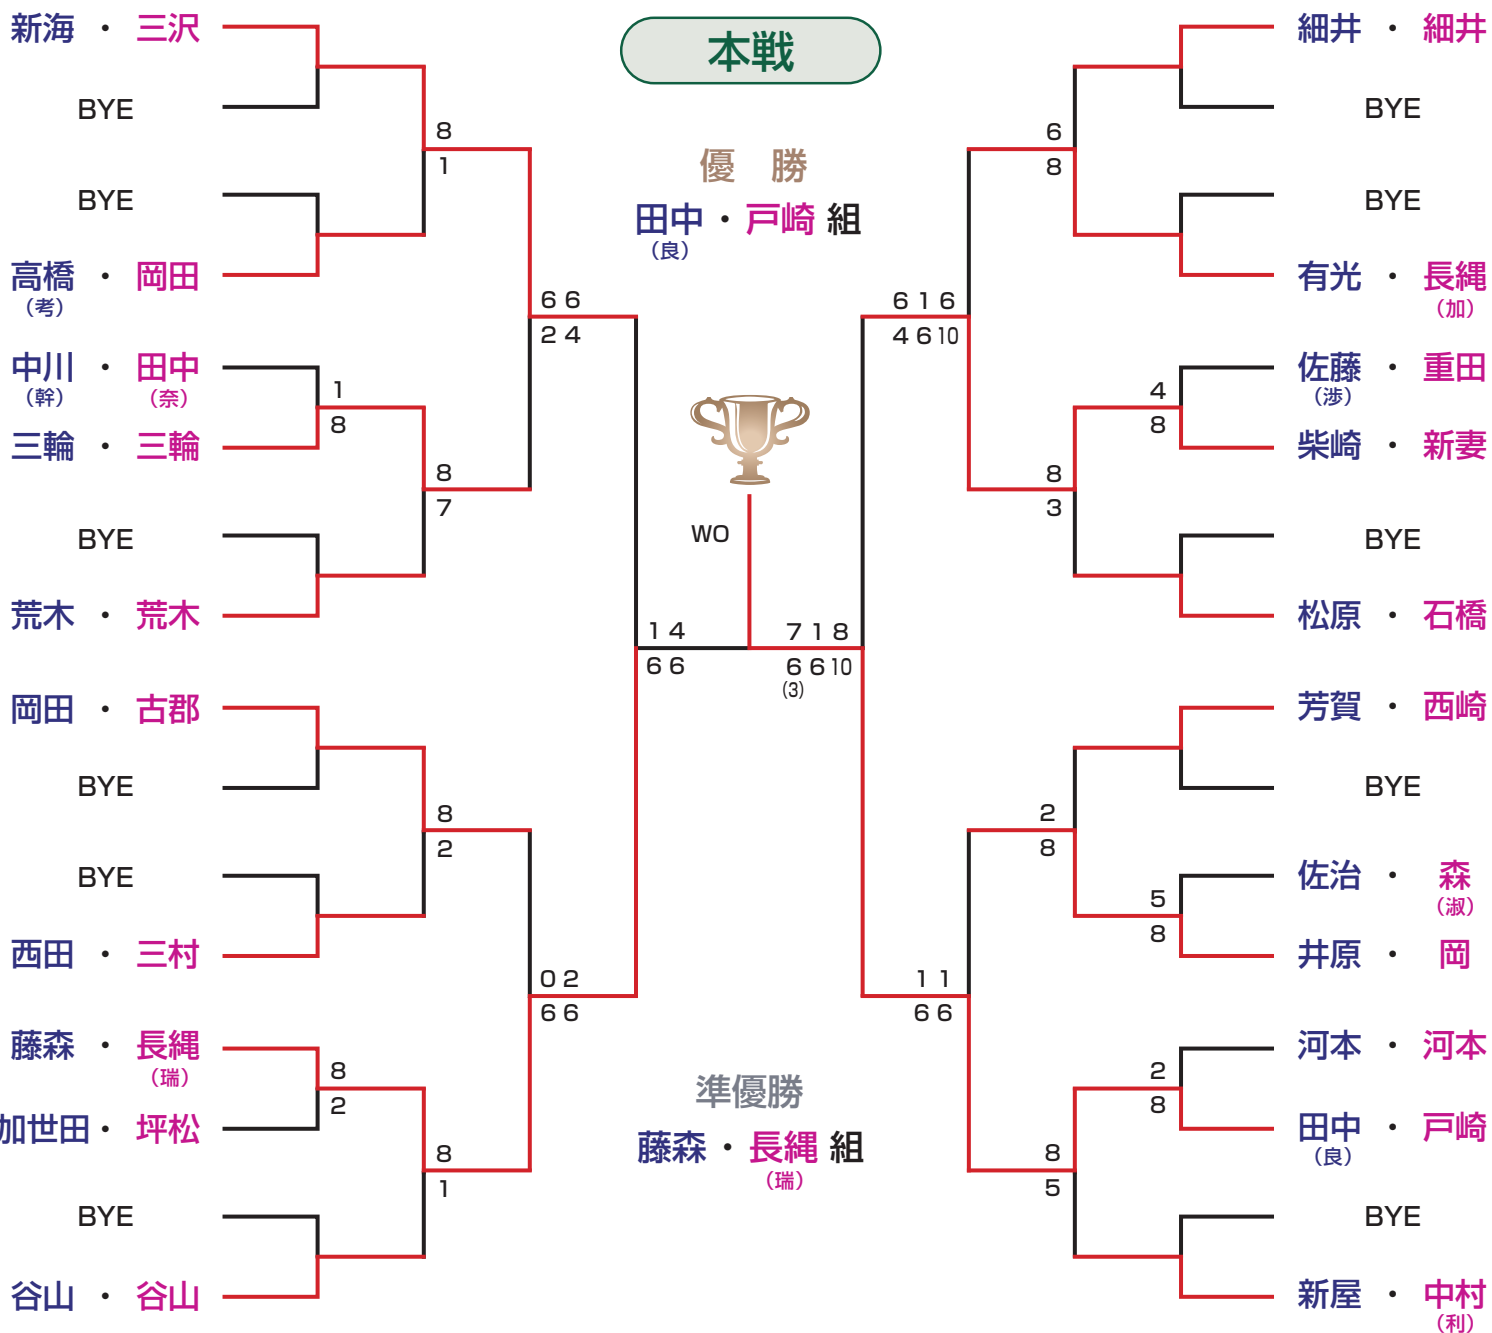 本戦
優 勝
田中 ・ 戸崎 組
(良)
WO
準優勝
藤森 ・ 長縄 組
(瑞)
新海 ・ 三沢
BYE
8
1
BYE
高橋 ・ 岡田
(考)
6 6
2 4
中川 ・ 田中
(幹) (奈)
1
8
三輪 ・ 三輪
8
7
BYE
荒木 ・ 荒木
1 4
6 6
岡田 ・ 古郡
BYE
8
2
BYE
西田 ・ 三村
0 2
6 6
藤森 ・ 長縄
(瑞)
8
2
加世田 ・ 坪松
8
1
BYE
谷山 ・ 谷山
細井 ・ 細井
BYE
6
8
BYE
有光 ・ 長縄
(加)
6 1 6
4 6 10
佐藤 ・ 重田
(渉)
4
8
柴崎 ・ 新妻
8
3
BYE
松原 ・ 石橋
7 1 8
6 6 10
(3)
芳賀 ・ 西崎
BYE
2
8
佐治 ・ 森
(淑)
5
8
井原 ・ 岡
1 1
6 6
河本 ・ 河本
2
8
田中 ・ 戸崎
(良)
8
5
BYE
新屋 ・ 中村
(利)